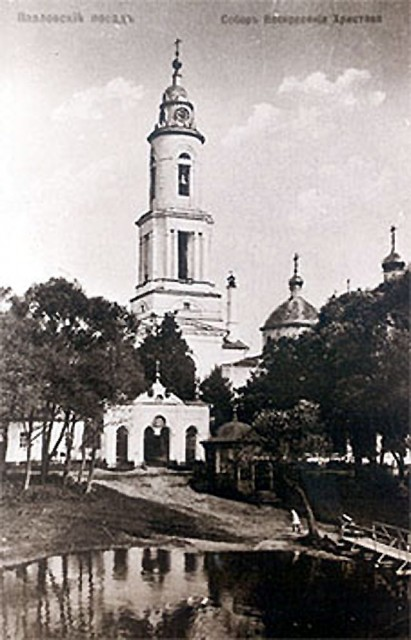 Павловскій посадъ
Соборъ Воскресенія Христова